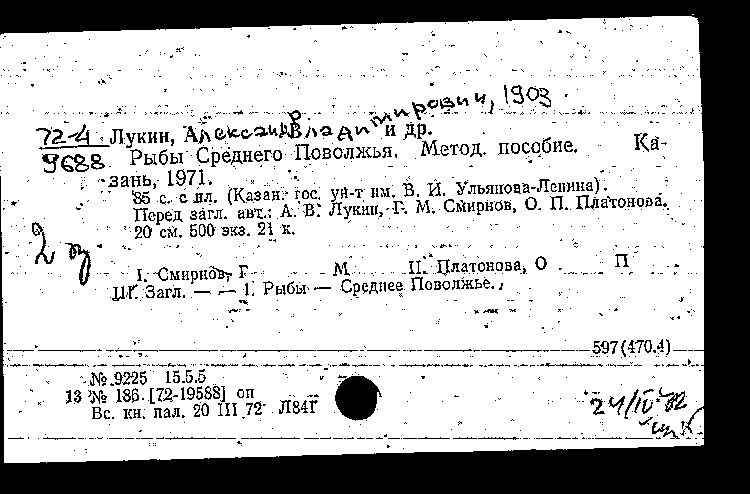 72-4 Лукин, Александр Владимирович, 1903
9688 Рыбы Среднего Поволжья. Метод. пособие. Ка-
зань, 1971.
85 с. с ил. (Казан. гос. ун-т им. В. И. Ульянова-Ленина).
Перед загл. авт.: А. В. Лукин, Г. М. Смирнов, О. П. Платонова.
20 см. 500 экз. 21 к.
2
I. Смирнов, Г М II. Платонова, О П
III. Загл. — — 1. Рыбы — Среднее Поволжье.
597(470.4)
№ 9225 15.5.5
13 № 186 [72-19588] оп
Вс. кн. пал. 20 III 72 Л84Г
24/IV-82